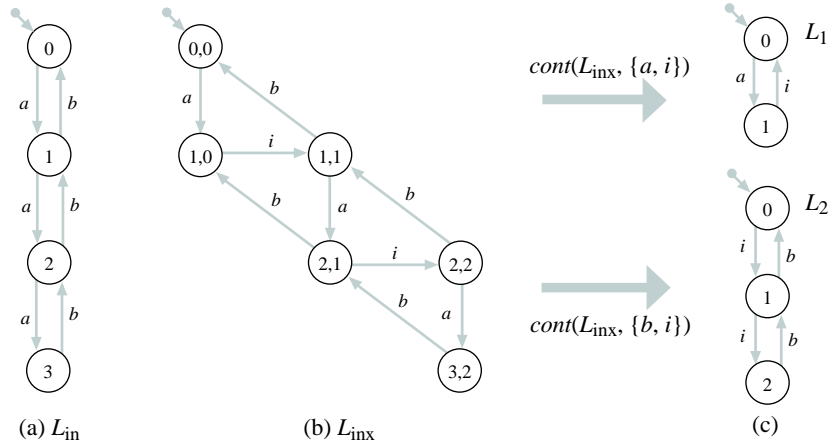 0
a
b
1
a
b
2
a
b
3
(a) L_in
0,0
a
b
1,0
i
1,1
b
a
b
2,1
i
2,2
b
a
3,2
(b) L_inx
cont(L_inx, {a, i})
cont(L_inx, {b, i})
0
L_1
a
i
1
0
L_2
i
b
1
i
b
2
(c)